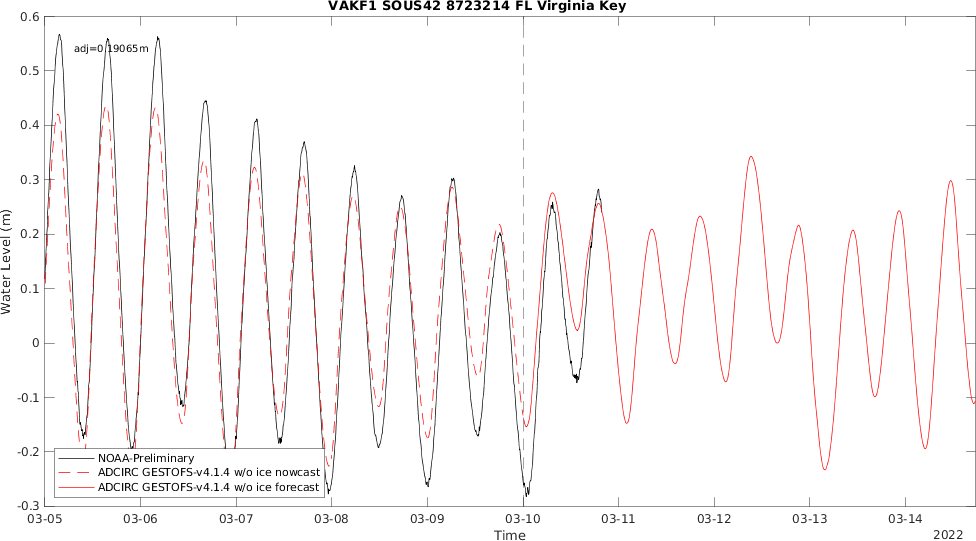 VAKF1 SOUS42 8723214 FL Virginia Key
adj=0.19065m
Water Level (m)
0.6
0.5
0.4
0.3
0.2
0.1
0
-0.1
-0.2
-0.3
NOAA-Preliminary
ADCIRC GESTOFS-v4.1.4 w/o ice nowcast
ADCIRC GESTOFS-v4.1.4 w/o ice forecast
03-05 03-06 03-07 03-08 03-09 03-10 03-11 03-12 03-13 03-14
Time
2022